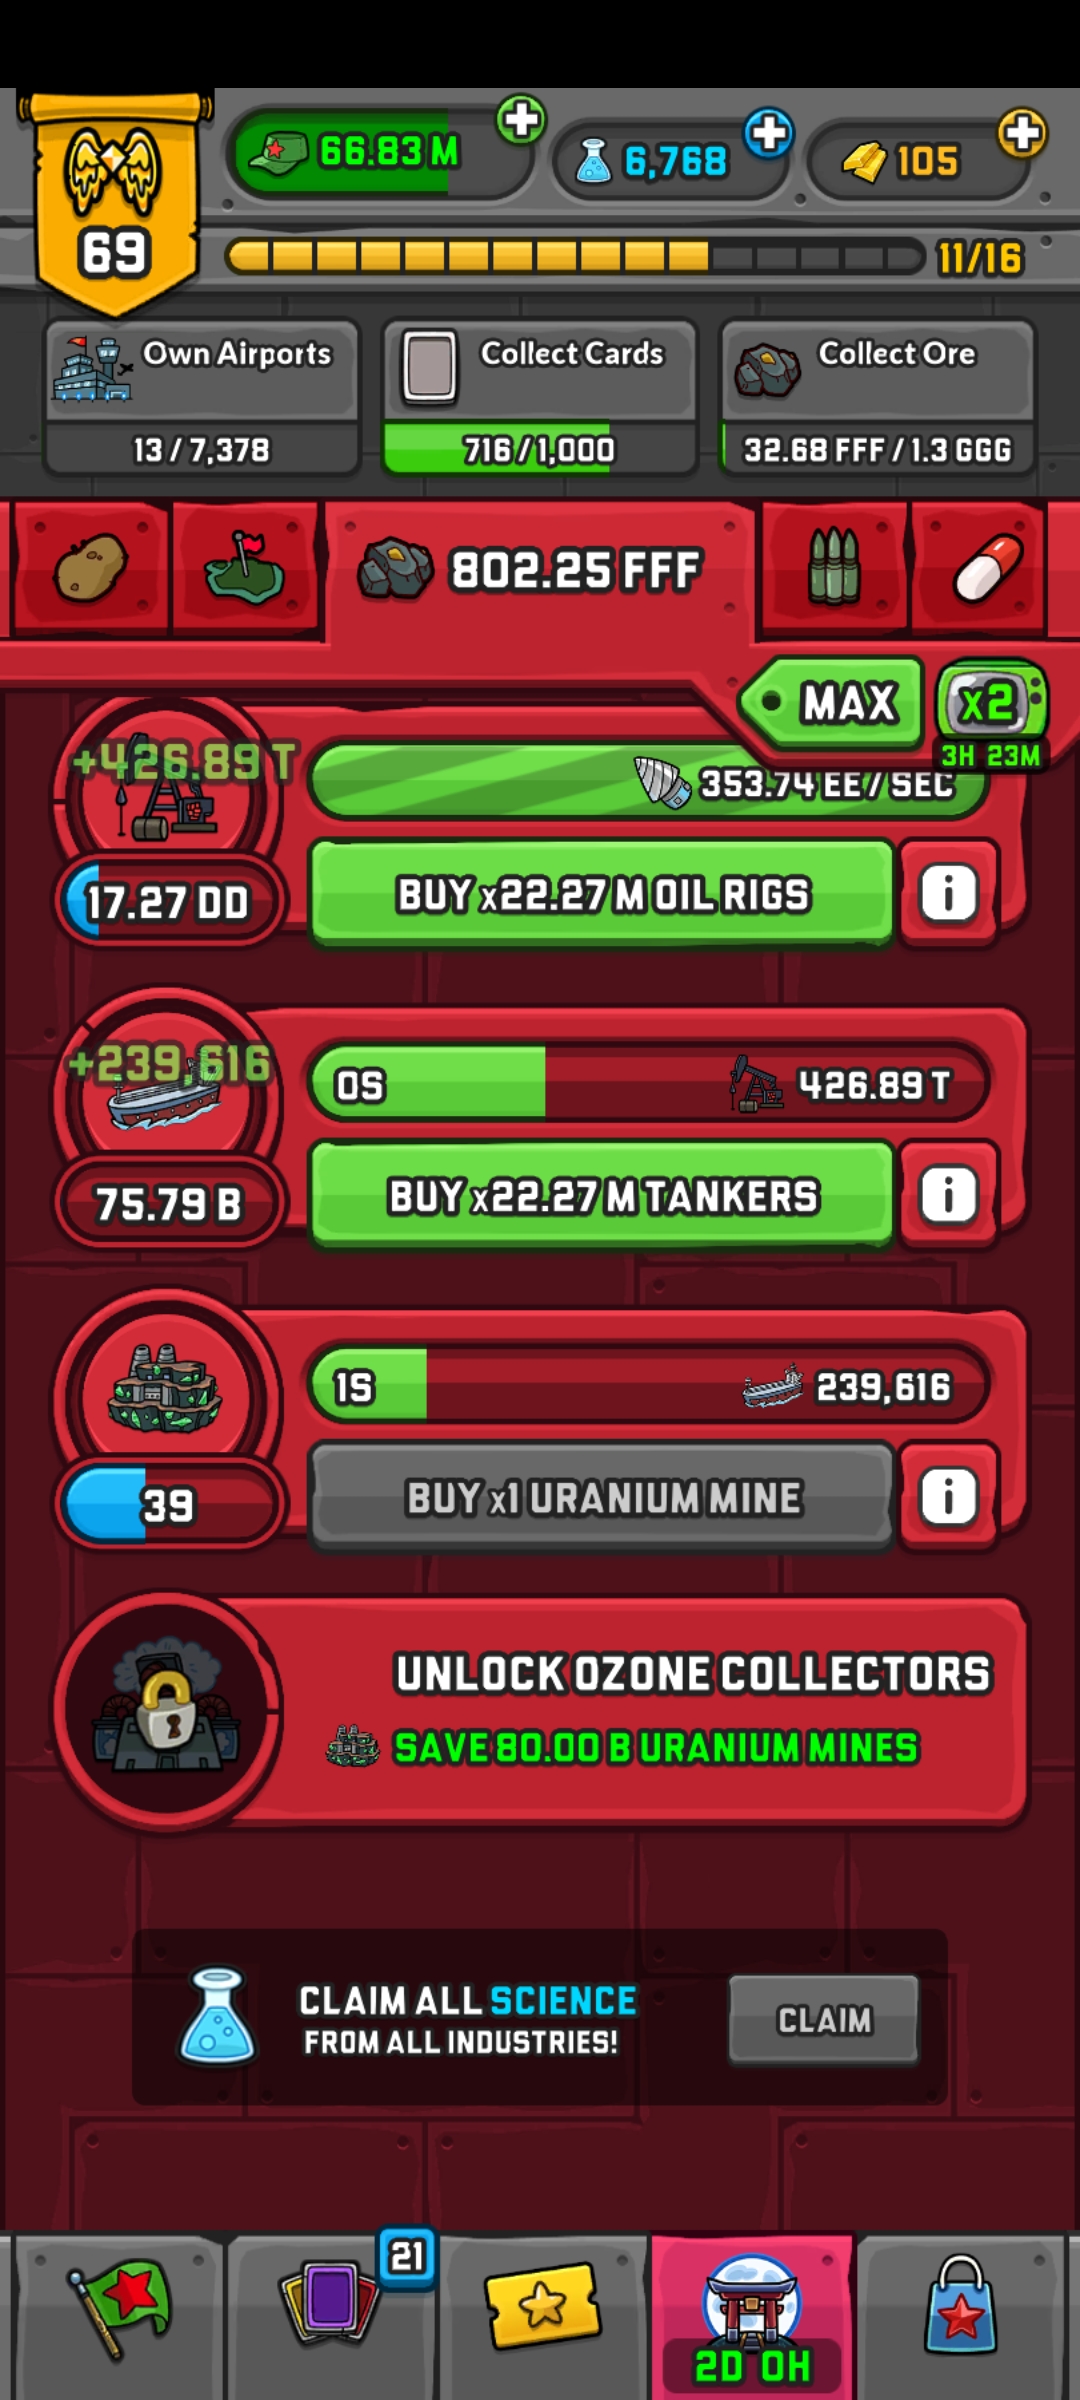 69
66.83 M
6,768
105
11/16
Own Airports
13 / 7,378
Collect Cards
716 / 1,000
Collect Ore
32.68 FFF / 1.3 GGG
802.25 FFF
MAX
x2
3H 23M
+426.89 T
353.74 EE / SEC
17.27 DD
BUY x22.27 M OIL RIGS
i
+239,616
0S
426.89 T
75.79 B
BUY x22.27 M TANKERS
i
1S
239,616
39
BUY x1 URANIUM MINE
i
UNLOCK OZONE COLLECTORS
SAVE 80.00 B URANIUM MINES
CLAIM ALL SCIENCE
FROM ALL INDUSTRIES!
CLAIM
21
2D 0H